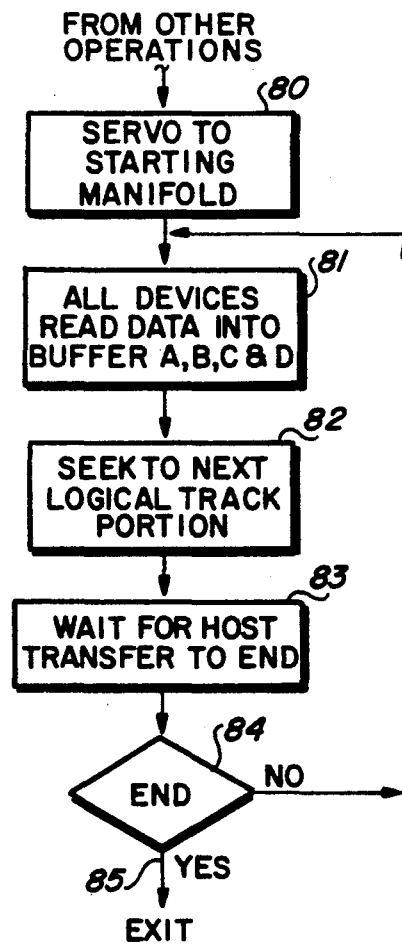 FROM OTHER
OPERATIONS
80
SERVO TO
STARTING
MANIFOLD
81
ALL DEVICES
READ DATA INTO
BUFFER A,B,C & D
82
SEEK TO NEXT
LOGICAL TRACK
PORTION
83
WAIT FOR HOST
TRANSFER TO END
84
END
NO
85
YES
EXIT